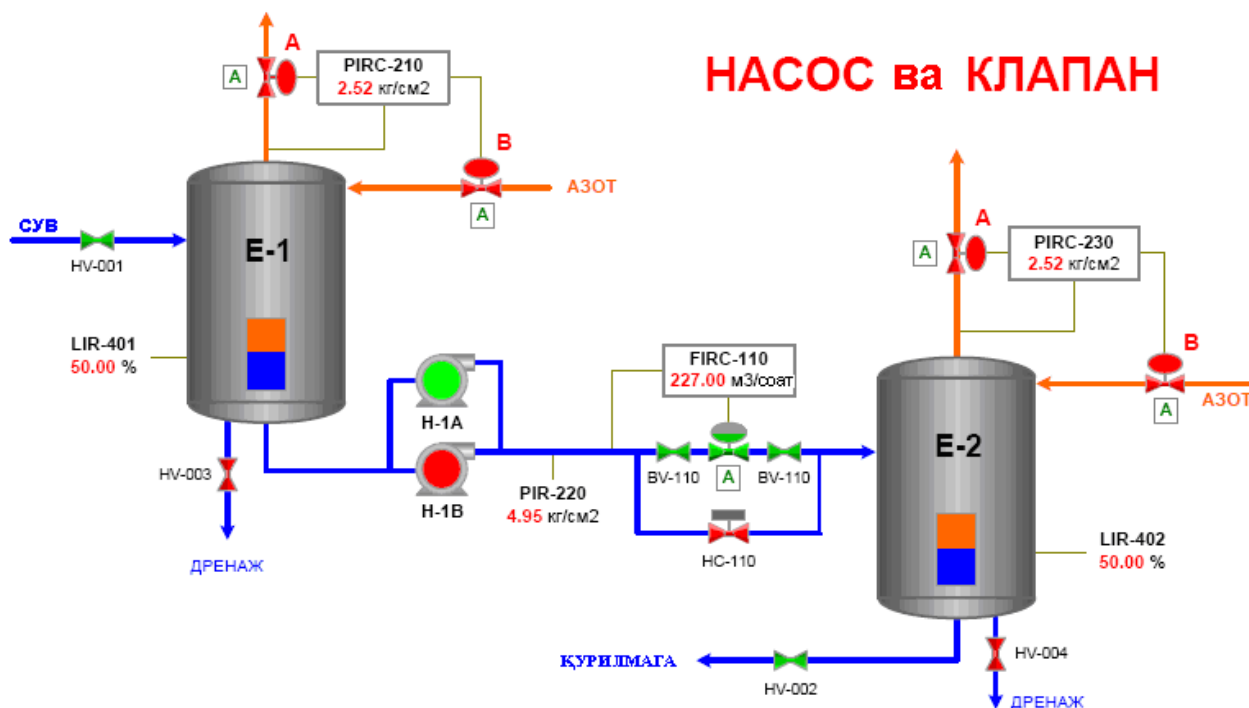 НАСОС ва КЛАПАН
A
A
PIRC-210
2.52 кг/см2
B
A
АЗОТ
СУВ
HV-001
E-1
LIR-401
50.00 %
HV-003
ДРЕНАЖ
Н-1А
Н-1В
PIR-220
4.95 кг/см2
FIRC-110
227.00 м3/соат
BV-110
A
BV-110
HC-110
A
A
PIRC-230
2.52 кг/см2
B
A
АЗОТ
E-2
LIR-402
50.00 %
ҚУРИЛМАГА
HV-002
HV-004
ДРЕНАЖ